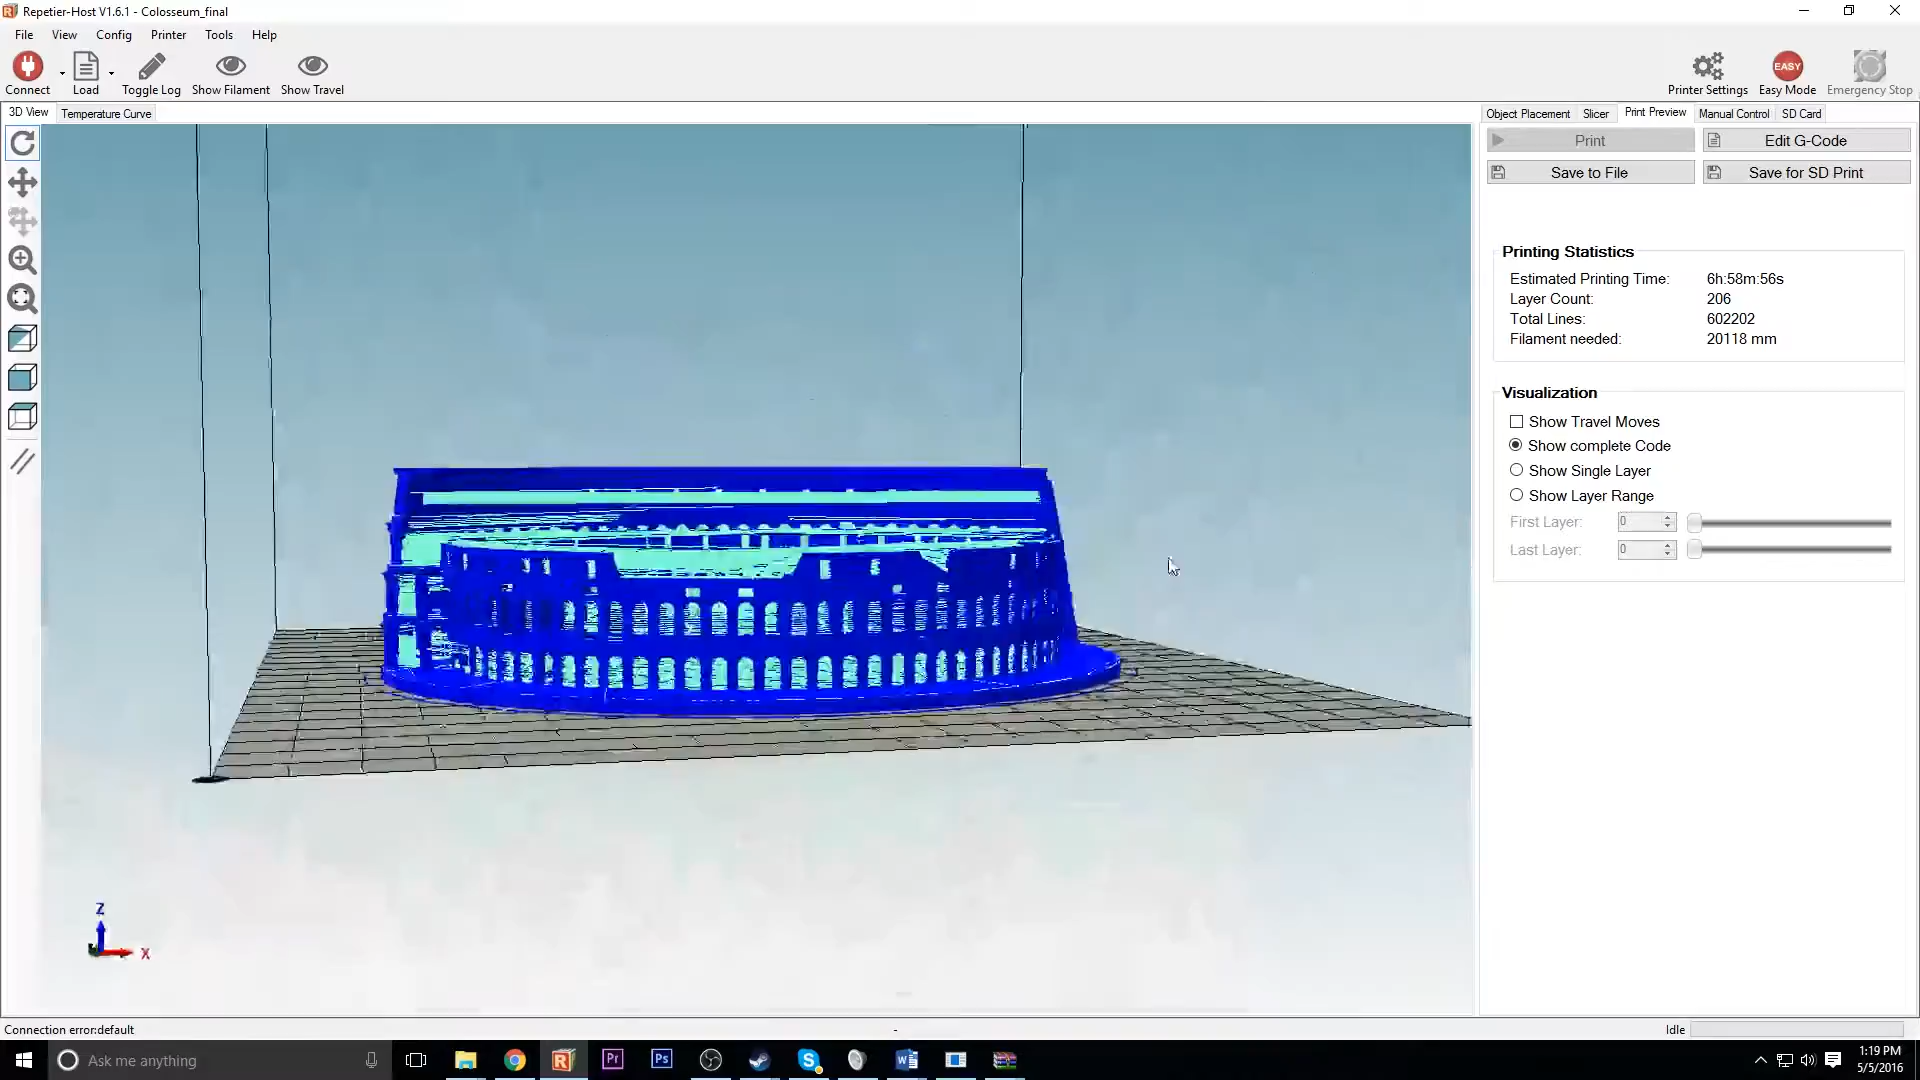 Repetier-Host V1.6.1 - Colosseum_final
File View Config Printer Tools Help
Connect Load Toggle Log Show Filament Show Travel Printer Settings EASY Easy Mode Emergency Stop
3D View Temperature Curve
Object Placement Slicer Print Preview Manual Control SD Card
Print Edit G-Code
Save to File Save for SD Print
Printing Statistics
Estimated Printing Time: 6h:58m:56s
Layer Count: 206
Total Lines: 602202
Filament needed: 20118 mm
Visualization
Show Travel Moves
Show complete Code
Show Single Layer
Show Layer Range
First Layer: 0
Last Layer: 0
Z
X
Connection error:default - Idle
Ask me anything Pr Ps 1:19 PM
5/5/2016